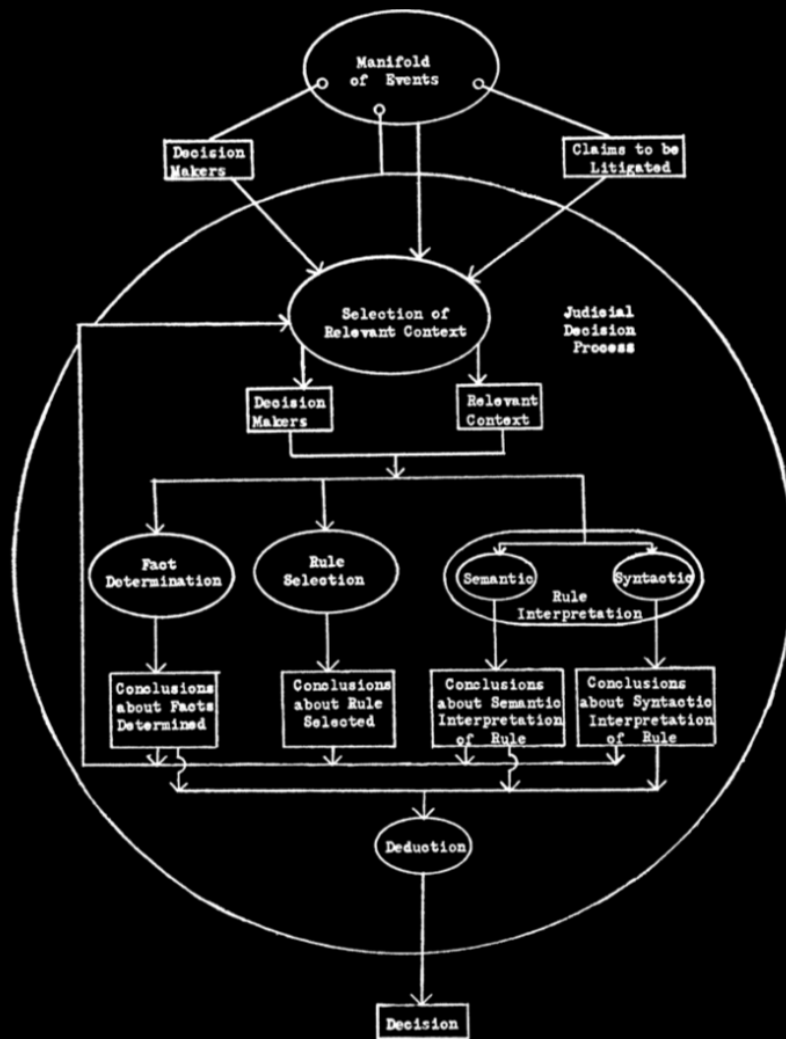 Manifold
of Events
Decision
Makers
Claims to be
Litigated
Selection of
Relevant Context
Judicial
Decision
Process
Decision
Makers
Relevant
Context
Fact
Determination
Rule
Selection
Semantic
Syntactic
Rule
Interpretation
Conclusions
about Facts
Determined
Conclusions
about Rule
Selected
Conclusions
about Semantic
Interpretation
of Rule
Conclusions
about Syntactic
Interpretation
of Rule
Deduction
Decision